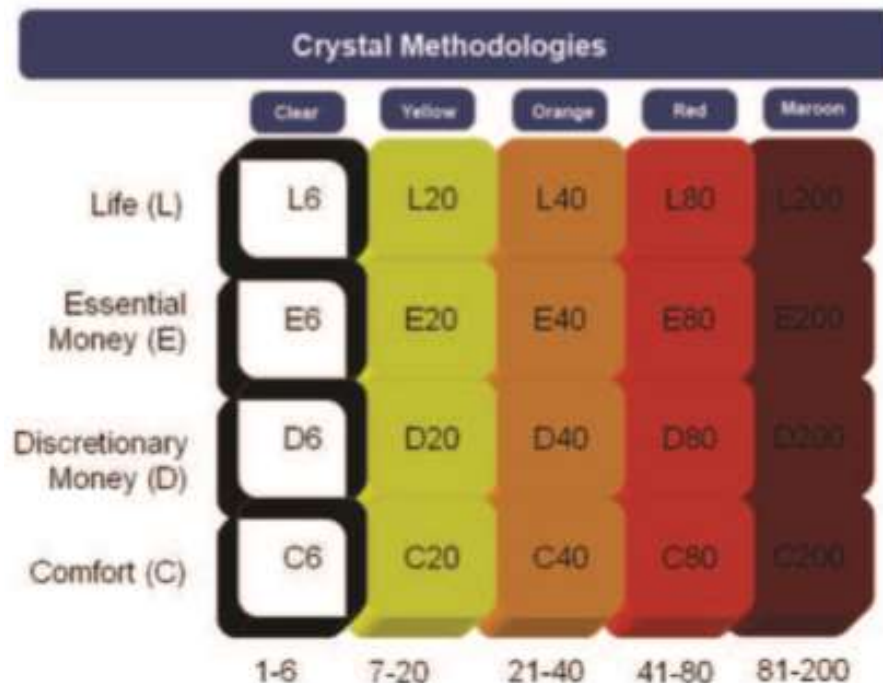 Crystal Methodologies
Clear Yellow Orange Red Maroon
Life (L) L6 L20 L40 L80 L200
Essential
Money (E) E6 E20 E40 E80 E200
Discretionary
Money (D) D6 D20 D40 D80 D200
Comfort (C) C6 C20 C40 C80 C200
1-6 7-20 21-40 41-80 81-200